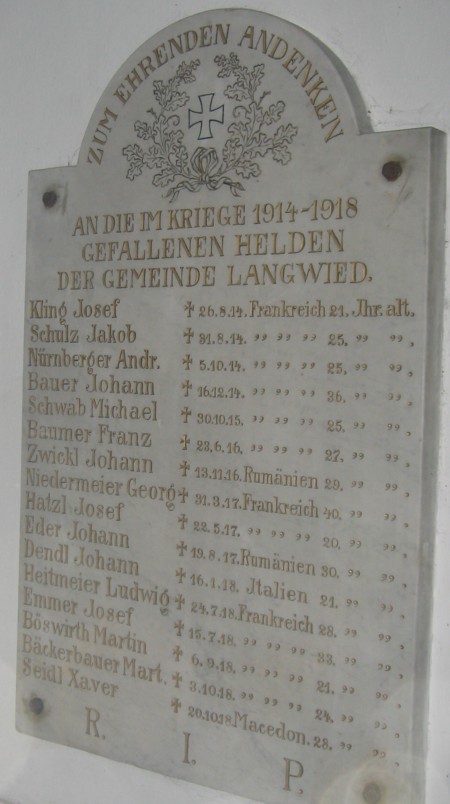 ZUM EHRENDEN ANDENKEN
AN DIE IM KRIEGE 1914-1918
GEFALLENEN HELDEN
DER GEMEINDE LANGWIED.
Kling Josef ✝ 26.8.14. Frankreich 21. Jhr. alt.
Schulz Jakob ✝ 31.8.14. " " " " 25. " ".
Nürnberger Andr. ✝ 5.10.14. " " " " 25. " ".
Bauer Johann ✝ 16.12.14. " " " " 36. " ".
Schwab Michael ✝ 30.10.15. " " " " 25. " ".
Baumer Franz ✝ 23.6.16. " " " " 27. " ".
Zwickl Johann ✝ 13.11.16. Rumänien 29. " ".
Niedermeier Georg ✝ 31.3.17. Frankreich 40. " ".
Hatzl Josef ✝ 22.5.17. " " " " 20. " ".
Eder Johann ✝ 19.8.17. Rumänien 30. " ".
Dendl Johann ✝ 16.1.18. Italien 21. " ".
Heitmeier Ludwig ✝ 24.7.18. Frankreich 28. " ".
Emmer Josef ✝ 15.7.18. " " " " 33. " ".
Böswirth Martin ✝ 6.9.18. " " " " 21. " ".
Bäckerbauer Mart. ✝ 3.10.18. " " " " 24. " ".
Seidl Xaver ✝ 20.10.18. Macedon. 28. " ".
R. I. P.